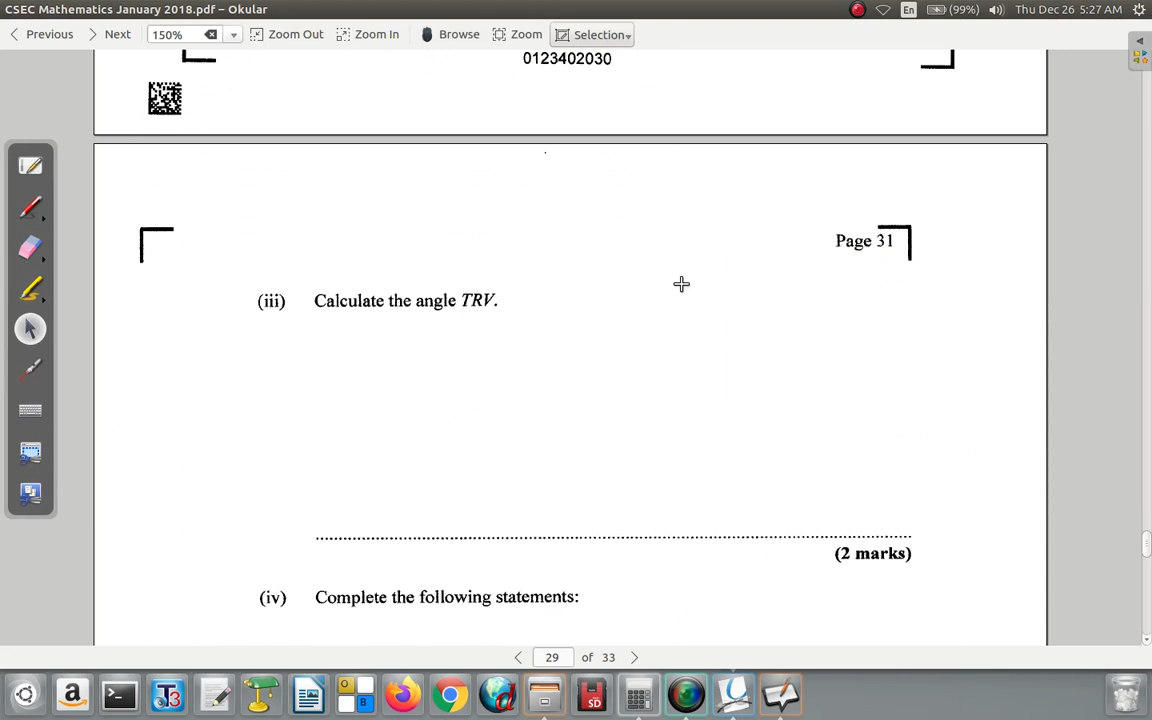 CSEC Mathematics January 2018.pdf – Okular
En
(99%)
Thu Dec 26 5:27 AM
Previous
Next
150%
Zoom Out
Zoom In
Browse
Zoom
Selection
0123402030
Page 31
(iii) Calculate the angle TRV.
(2 marks)
(iv) Complete the following statements:
29 of 33